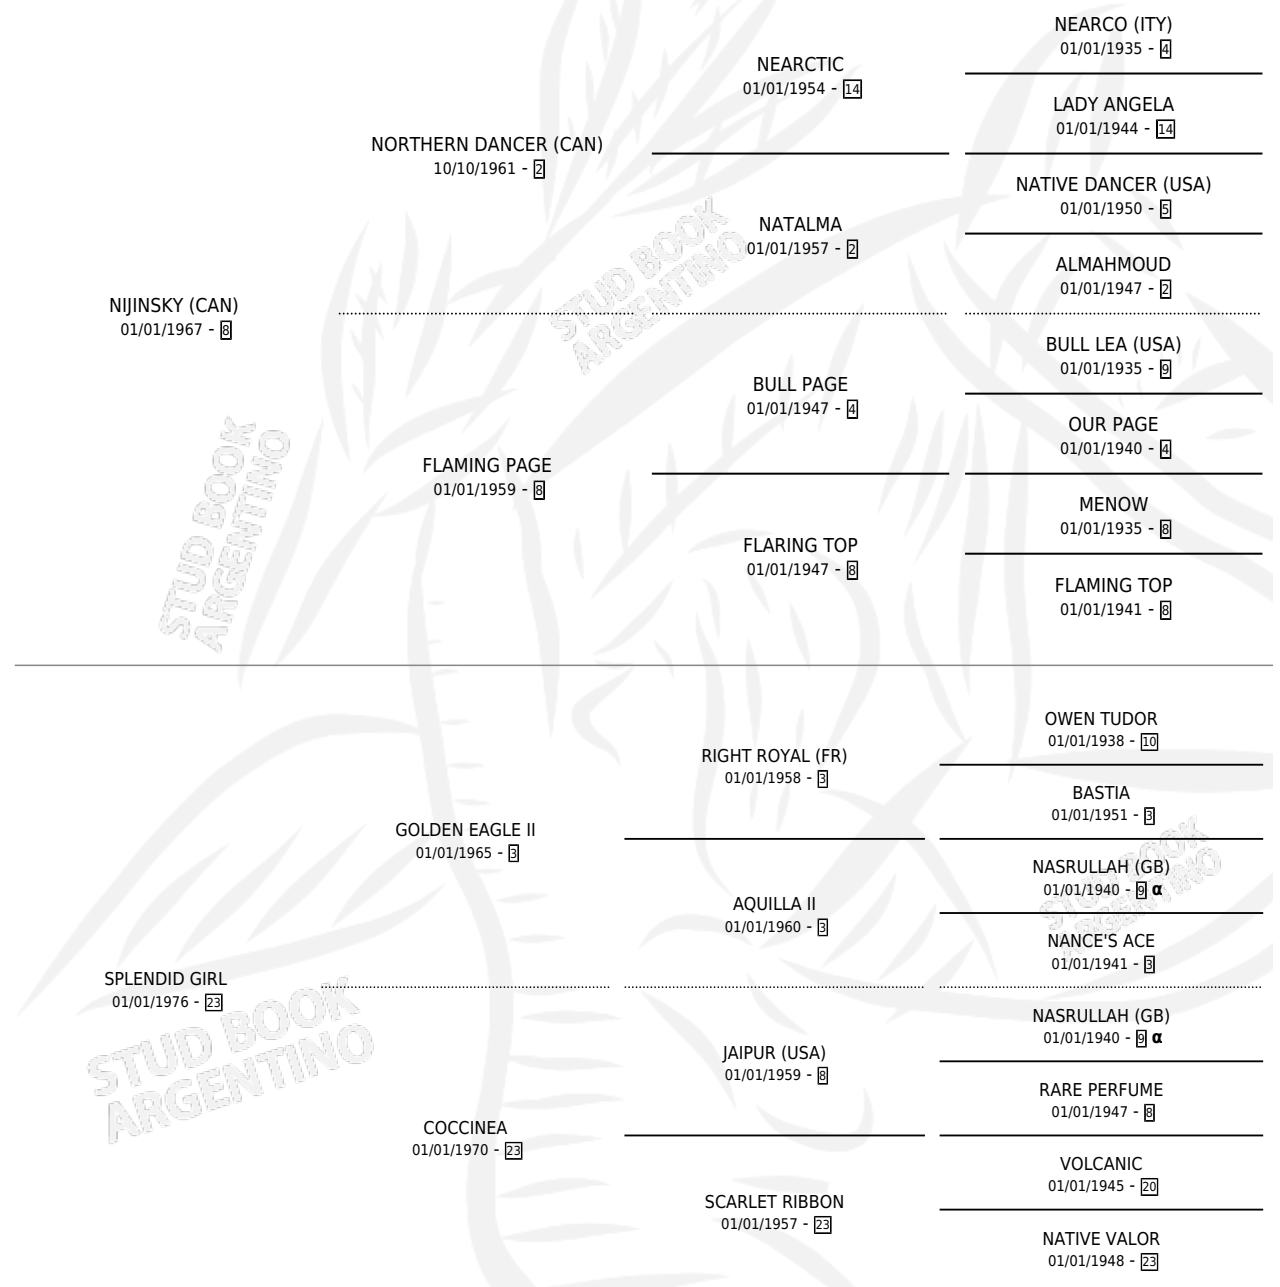 NIJINSKY (CAN)
01/01/1967 - 8
NORTHERN DANCER (CAN)
10/10/1961 - 2
NEARCTIC
01/01/1954 - 14
NEARCO (ITY)
01/01/1935 - 4
LADY ANGELA
01/01/1944 - 14
NATALMA
01/01/1957 - 2
NATIVE DANCER (USA)
01/01/1950 - 5
ALMAHMOUD
01/01/1947 - 2
FLAMING PAGE
01/01/1959 - 8
BULL PAGE
01/01/1947 - 4
BULL LEA (USA)
01/01/1935 - 9
OUR PAGE
01/01/1940 - 4
FLARING TOP
01/01/1947 - 8
MENOW
01/01/1935 - 8
FLAMING TOP
01/01/1941 - 8
SPLENDID GIRL
01/01/1976 - 23
GOLDEN EAGLE II
01/01/1965 - 3
RIGHT ROYAL (FR)
01/01/1958 - 3
OWEN TUDOR
01/01/1938 - 10
BASTIA
01/01/1951 - 3
AQUILLA II
01/01/1960 - 3
NASRULLAH (GB)
01/01/1940 - 9 α
NANCE'S ACE
01/01/1941 - 3
COCCINEA
01/01/1970 - 23
JAIPUR (USA)
01/01/1959 - 8
NASRULLAH (GB)
01/01/1940 - 9 α
RARE PERFUME
01/01/1947 - 8
SCARLET RIBBON
01/01/1957 - 23
VOLCANIC
01/01/1945 - 20
NATIVE VALOR
01/01/1948 - 23
STUD BOOK
ARGENTINO
STUD BOOK
ARGENTINO
STUD BOOK
ARGENTINO
STUD BOOK
ARGENTINO